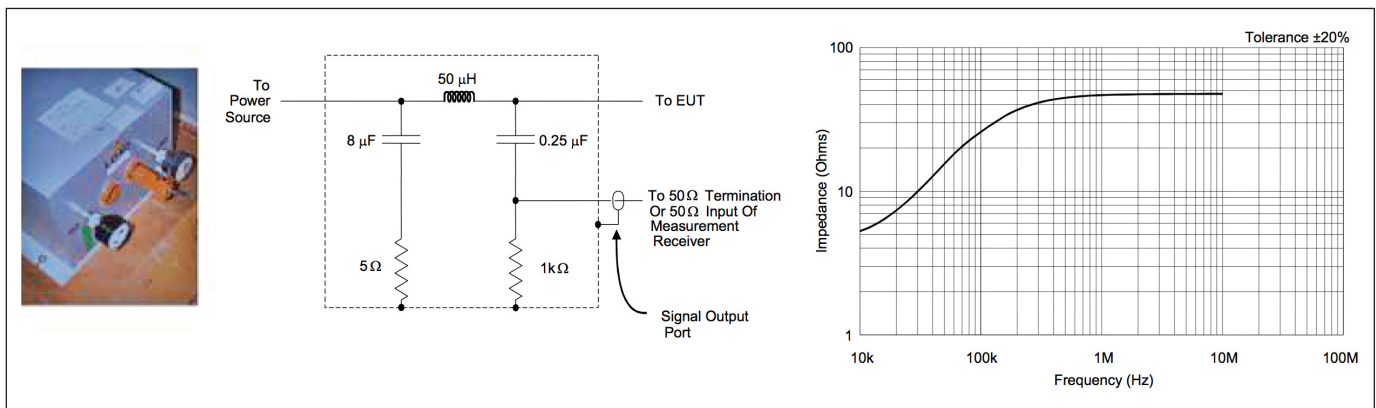 To
Power
Source
50 µH
To EUT
8 µF
0.25 µF
To 50Ω Termination
Or 50Ω Input Of
Measurement
Receiver
5Ω
1kΩ
Signal Output
Port
Tolerance ±20%
Impedance (Ohms)
100
10
1
10k 100k 1M 10M 100M
Frequency (Hz)